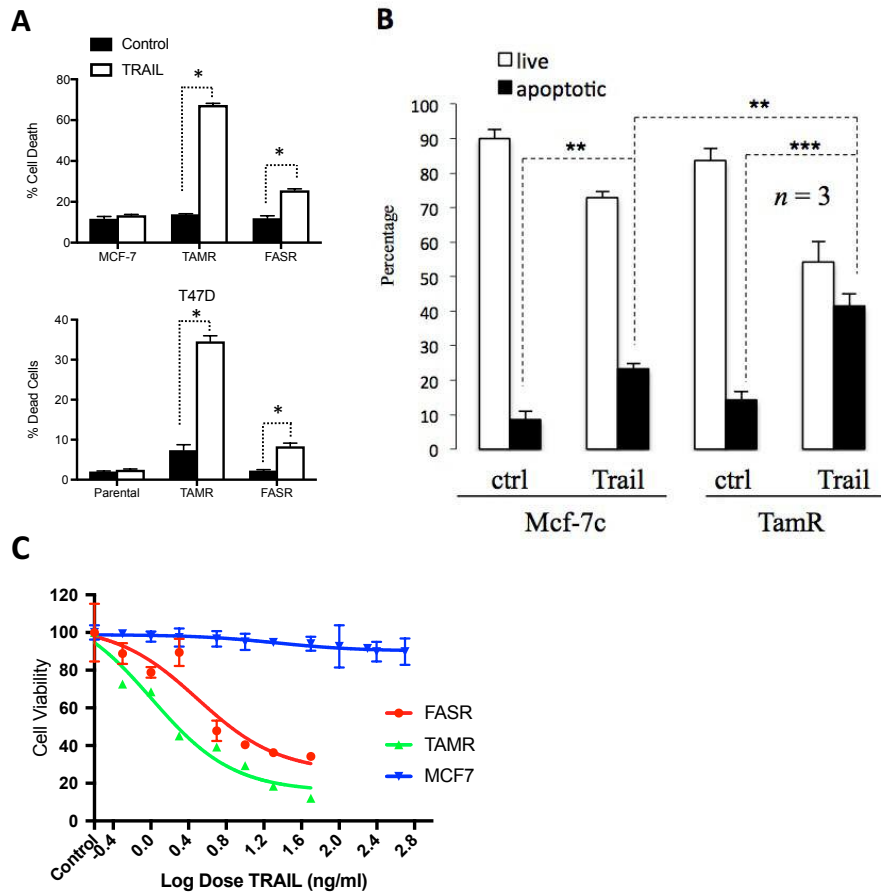 A
Control
TRAIL
% Cell Death
80
60
40
20
0
*
*
MCF-7 TAMR FASR
T47D
% Dead Cells
40
30
20
10
0
*
*
Parental TAMR FASR
B
live
apoptotic
Percentage
100
90
80
70
60
50
40
30
20
10
0
**
**
***
n = 3
ctrl Trail ctrl Trail
Mcf-7c TamR
C
Cell Viability
120
100
80
60
40
20
0
FASR
TAMR
MCF7
Control -0.4 0.0 0.4 0.8 1.2 1.6 2.0 2.4 2.8
Log Dose TRAIL (ng/ml)